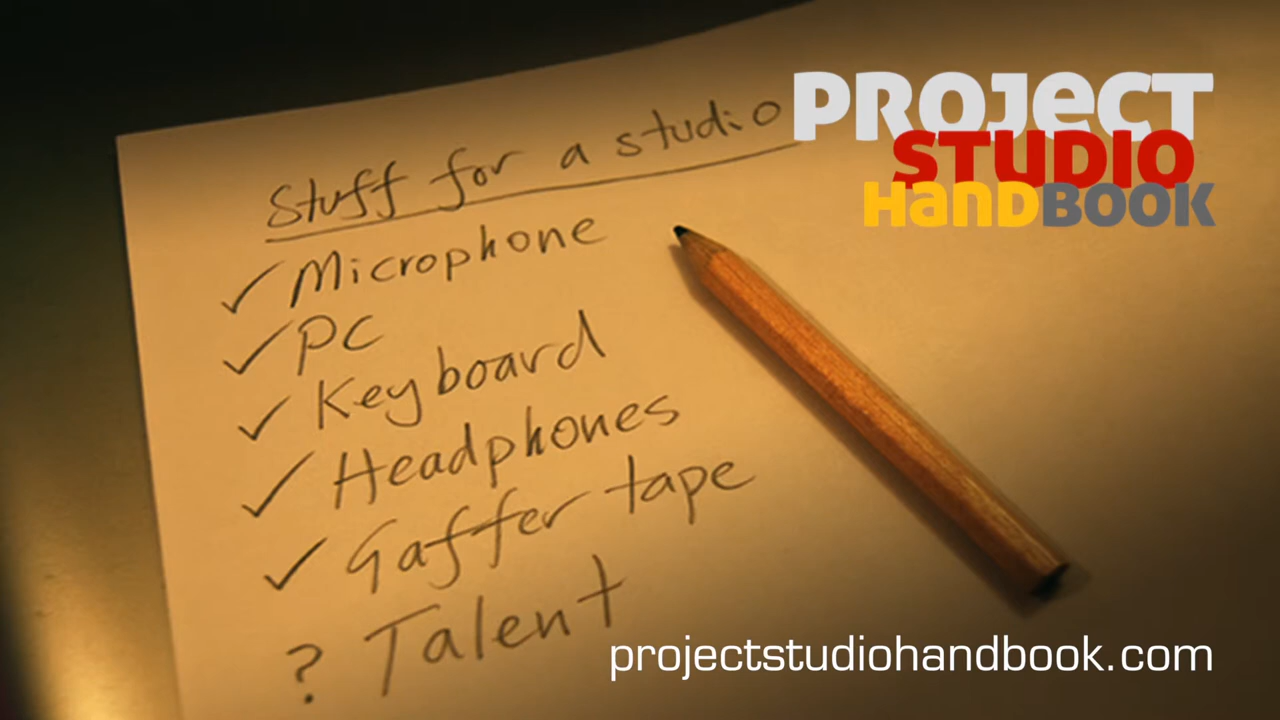 PROJECT
STUDIO
HANDBOOK
Stuff for a studio
✓ Microphone
✓ PC
✓ Keyboard
✓ Headphones
✓ Gaffer tape
? Talent
projectstudiohandbook.com